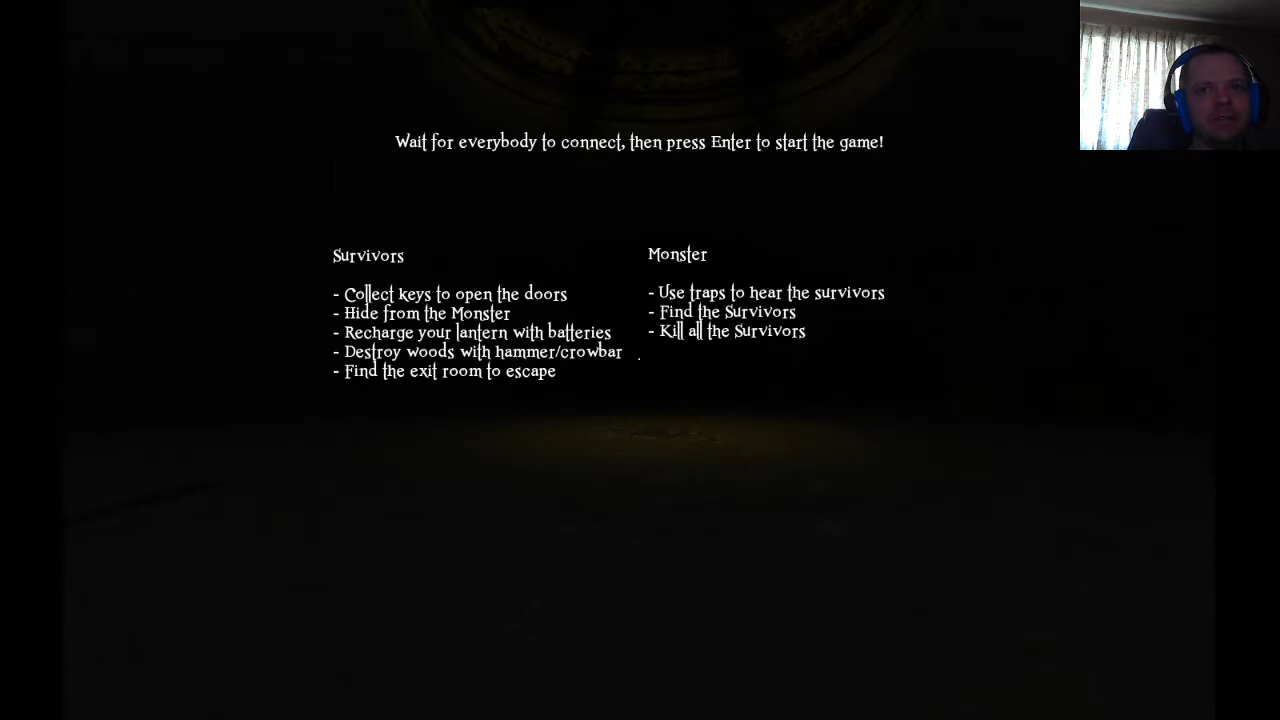 Wait for everybody to connect, then press Enter to start the game!
Survivors
- Collect keys to open the doors
- Hide from the Monster
- Recharge your lantern with batteries
- Destroy woods with hammer/crowbar
- Find the exit room to escape
Monster
- Use traps to hear the survivors
- Find the Survivors
- Kill all the Survivors